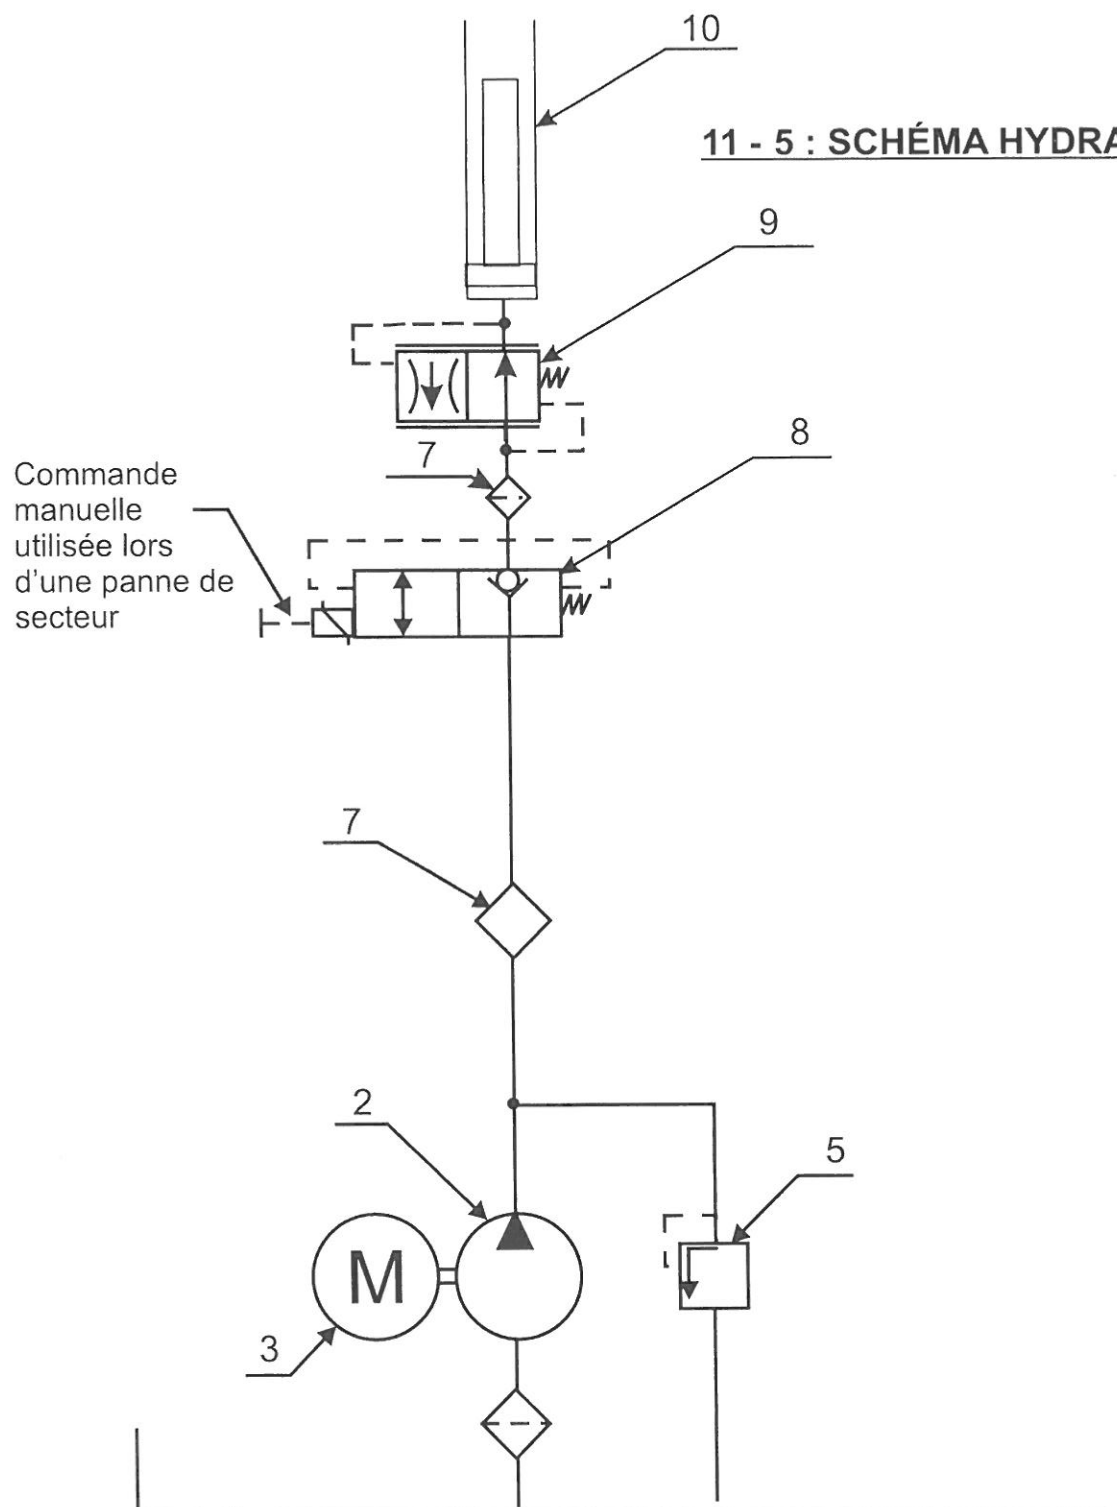 10
11 - 5 : SCHÉMA HYDRA
9
7
8
Commande
manuelle
utilisée lors
d'une panne de
secteur
7
2
5
M
3